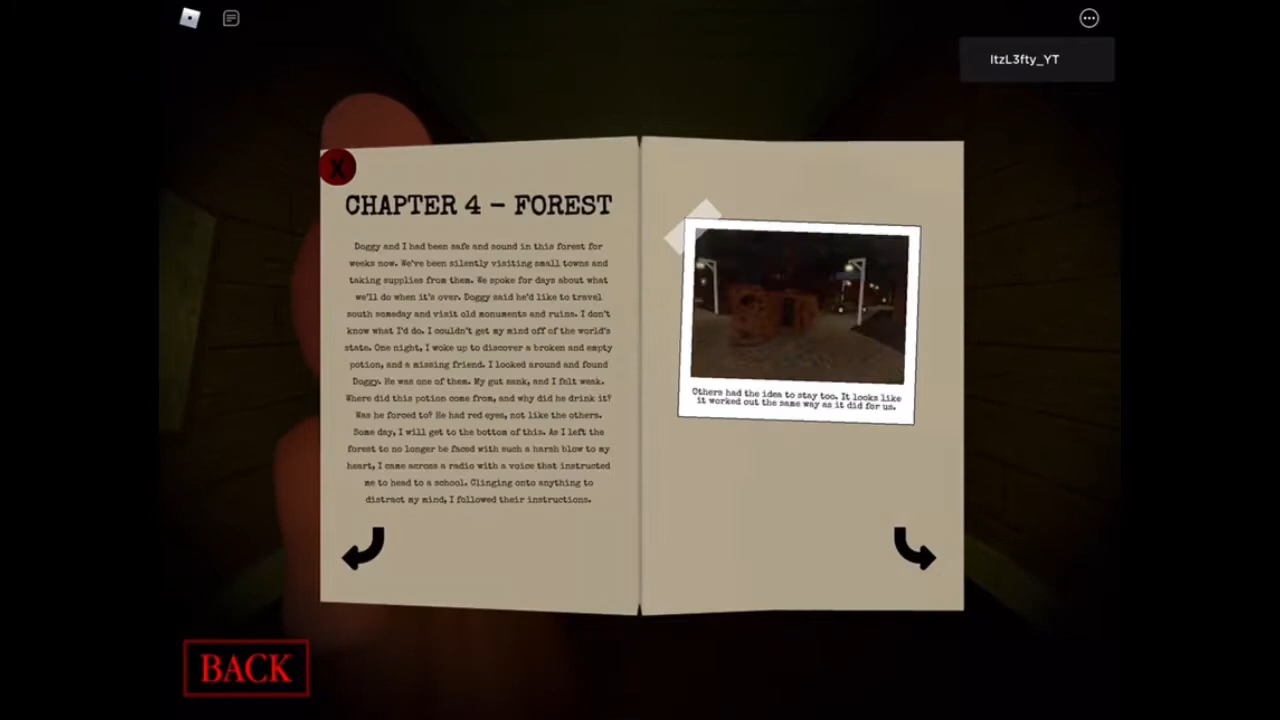 ItzL3fty_YT
X
CHAPTER 4 - FOREST
Doggy and I had been safe and sound in this forest for
weeks now. We've been silently visiting small towns and
taking supplies from them. We spoke for days about what
we'll do when it's over. Doggy said he'd like to travel
south someday and visit old monuments and ruins. I don't
know what I'd do. I couldn't get my mind off of the world's
state. One night, I woke up to discover a broken and empty
potion, and a missing friend. I looked around and found
Doggy. He was one of them. My gut sank, and I felt weak.
Where did this potion come from, and why did he drink it?
Was he forced to? He had red eyes, not like the others.
Some day, I will get to the bottom of this. As I left the
forest to no longer be faced with such a harsh blow to my
heart, I came across a radio with a voice that instructed
me to head to a school. Clinging onto anything to
distract my mind, I followed their instructions.
Others had the idea to stay too. It looks like
it worked out the same way as it did for us.
BACK